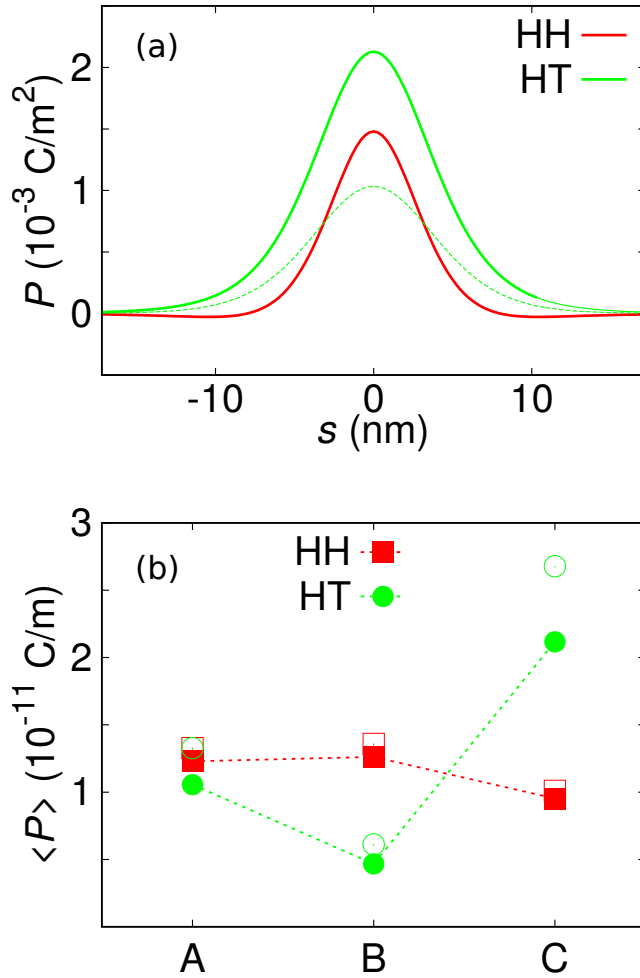 (a)
HH
HT
2
1
0
P (10⁻³ C/m²)
-10 0 10
s (nm)
(b)
HH
HT
3
2
1
<P> (10⁻¹¹ C/m)
A B C